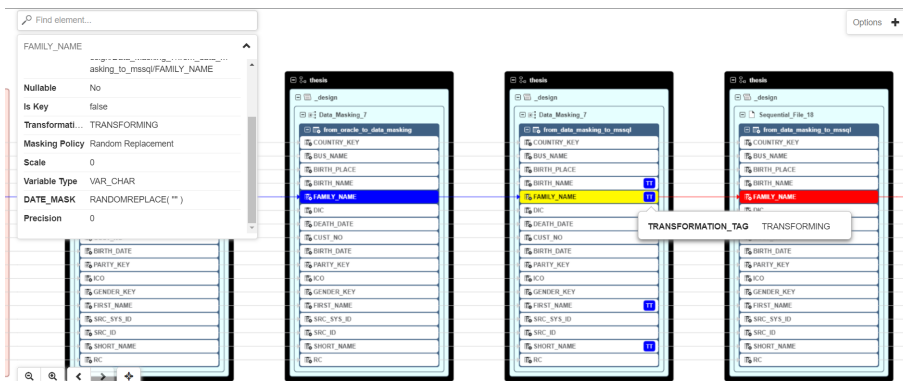 Find element...
Options
FAMILY_NAME
asking_to_mssql/FAMILY_NAME
Nullable No
Is Key false
Transformati... TRANSFORMING
Masking Policy Random Replacement
Scale 0
Variable Type VAR_CHAR
DATE_MASK RANDOMREPLACE( "" )
Precision 0
BIRTH_DATE
PARTY_KEY
ICO
GENDER_KEY
FIRST_NAME
SRC_SYS_ID
SRC_ID
SHORT_NAME
RC
thesis
_design
Data_Masking_7
from_oracle_to_data_masking
COUNTRY_KEY
BUS_NAME
BIRTH_PLACE
BIRTH_NAME
FAMILY_NAME
DIC
DEATH_DATE
CUST_NO
BIRTH_DATE
PARTY_KEY
ICO
GENDER_KEY
FIRST_NAME
SRC_SYS_ID
SRC_ID
SHORT_NAME
RC
thesis
_design
Data_Masking_7
from_data_masking_to_mssql
COUNTRY_KEY
BUS_NAME
BIRTH_PLACE
BIRTH_NAME TT
FAMILY_NAME TT
DIC
DEATH_DATE
CUST_NO
BIRTH_DATE
PARTY_KEY
ICO
GENDER_KEY
FIRST_NAME TT
SRC_SYS_ID
SRC_ID
SHORT_NAME TT
RC
TRANSFORMATION_TAG TRANSFORMING
thesis
_design
Sequential_File_18
from_data_masking_to_mssql
COUNTRY_KEY
BUS_NAME
BIRTH_PLACE
BIRTH_NAME
FAMILY_NAME
BIRTH_DATE
PARTY_KEY
ICO
GENDER_KEY
FIRST_NAME
SRC_SYS_ID
SRC_ID
SHORT_NAME
RC